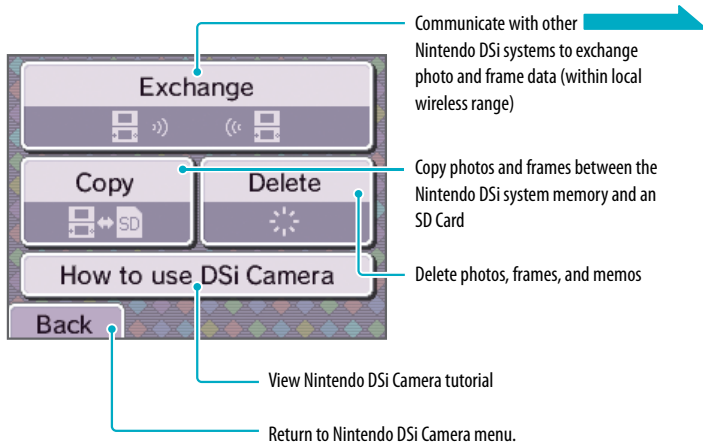 Communicate with other
Nintendo DSi systems to exchange
photo and frame data (within local
wireless range)
Exchange
Copy photos and frames between the
Nintendo DSi system memory and an
SD Card
Copy
Delete
SD
Delete photos, frames, and memos
How to use DSi Camera
Back
View Nintendo DSi Camera tutorial
Return to Nintendo DSi Camera menu.